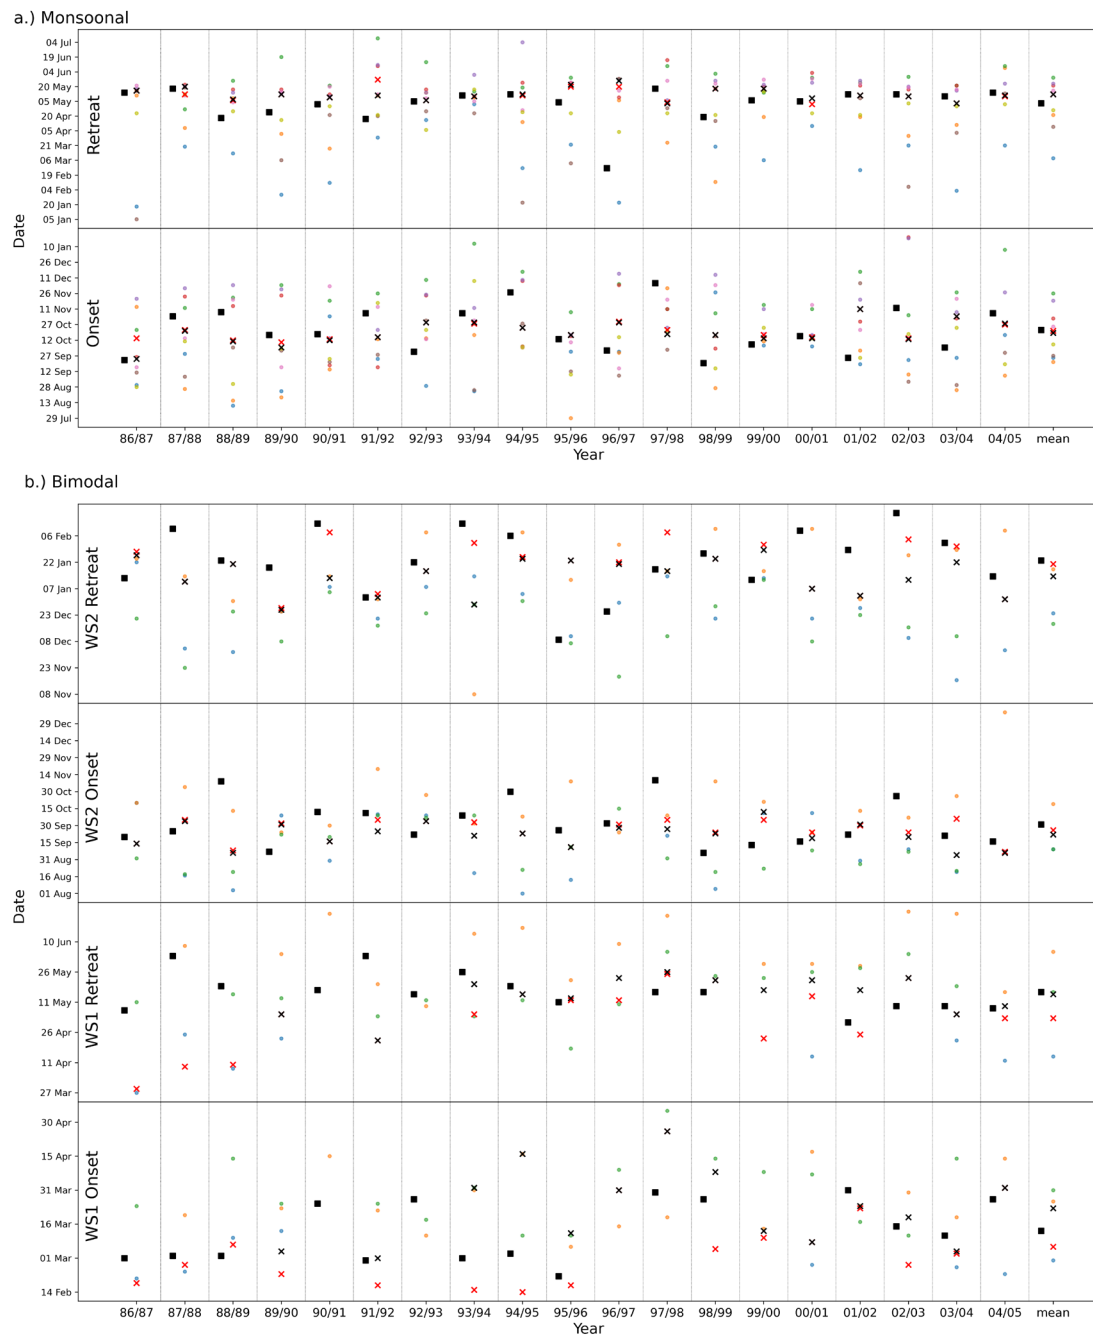 a.) Monsoonal
04 Jul
19 Jun
04 Jun
20 May
05 May
20 Apr
05 Apr
21 Mar
06 Mar
19 Feb
04 Feb
20 Jan
05 Jan
Retreat
10 Jan
26 Dec
11 Dec
26 Nov
11 Nov
27 Oct
12 Oct
27 Sep
12 Sep
28 Aug
13 Aug
29 Jul
Onset
Date
86/87 87/88 88/89 89/90 90/91 91/92 92/93 93/94 94/95 95/96 96/97 97/98 98/99 99/00 00/01 01/02 02/03 03/04 04/05 mean
Year
b.) Bimodal
06 Feb
22 Jan
07 Jan
23 Dec
08 Dec
23 Nov
08 Nov
WS2 Retreat
29 Dec
14 Dec
29 Nov
14 Nov
30 Oct
15 Oct
30 Sep
15 Sep
31 Aug
16 Aug
01 Aug
WS2 Onset
Date
10 Jun
26 May
11 May
26 Apr
11 Apr
27 Mar
WS1 Retreat
30 Apr
15 Apr
31 Mar
16 Mar
01 Mar
14 Feb
WS1 Onset
86/87 87/88 88/89 89/90 90/91 91/92 92/93 93/94 94/95 95/96 96/97 97/98 98/99 99/00 00/01 01/02 02/03 03/04 04/05 mean
Year